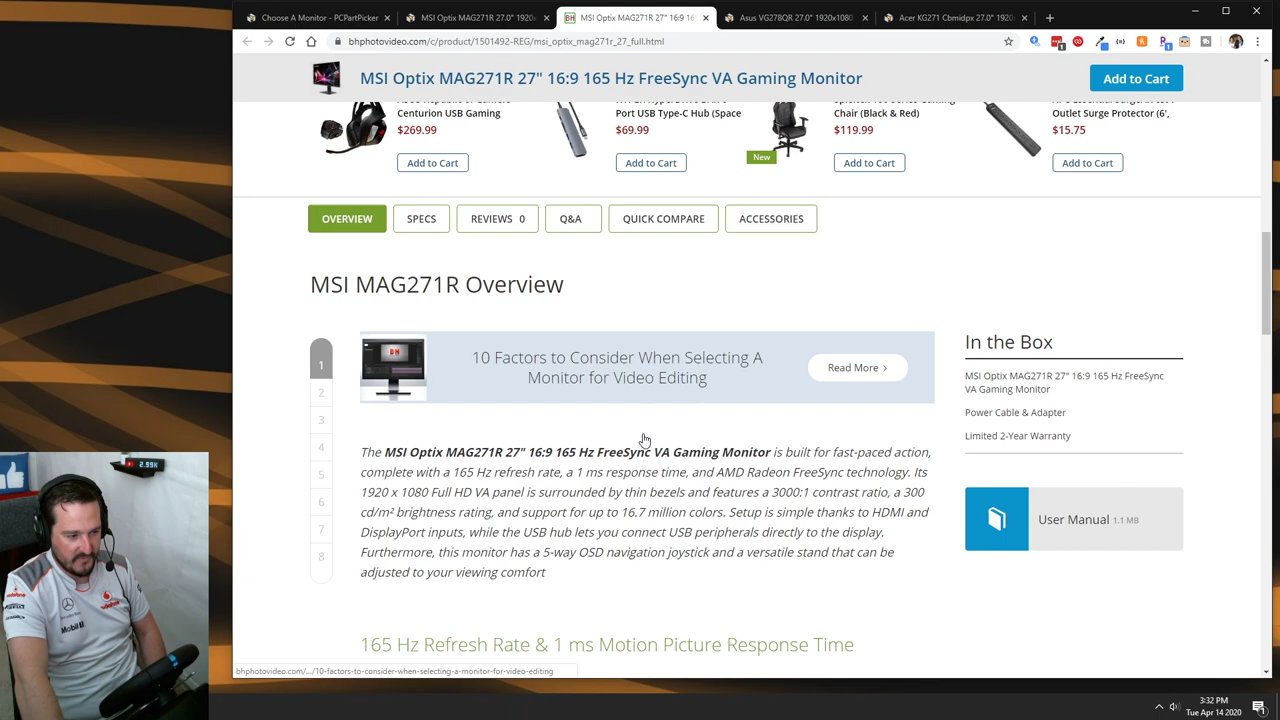 Choose A Monitor - PCPartPicker
MSI Optix MAG271R 27.0" 1920x
MSI Optix MAG271R 27" 16:9 16
Asus VG278QR 27.0" 1920x1080
Acer KG271 Cbmidpx 27.0" 1920x
bhphotovideo.com/c/product/1501492-REG/msi_optix_mag271r_27_full.html
MSI Optix MAG271R 27" 16:9 165 Hz FreeSync VA Gaming Monitor
Add to Cart
Centurion USB Gaming
$269.99
Add to Cart
Port USB Type-C Hub (Space
$69.99
Add to Cart
New
Chair (Black & Red)
$119.99
Add to Cart
Outlet Surge Protector (6',
$15.75
Add to Cart
OVERVIEW
SPECS
REVIEWS 0
Q&A
QUICK COMPARE
ACCESSORIES
MSI MAG271R Overview
1
2
3
4
5
6
7
8
BH
10 Factors to Consider When Selecting A
Monitor for Video Editing
Read More >
The MSI Optix MAG271R 27" 16:9 165 Hz FreeSync VA Gaming Monitor is built for fast-paced action,
complete with a 165 Hz refresh rate, a 1 ms response time, and AMD Radeon FreeSync technology. Its
1920 x 1080 Full HD VA panel is surrounded by thin bezels and features a 3000:1 contrast ratio, a 300
cd/m² brightness rating, and support for up to 16.7 million colors. Setup is simple thanks to HDMI and
DisplayPort inputs, while the USB hub lets you connect USB peripherals directly to the display.
Furthermore, this monitor has a 5-way OSD navigation joystick and a versatile stand that can be
adjusted to your viewing comfort
165 Hz Refresh Rate & 1 ms Motion Picture Response Time
In the Box
MSI Optix MAG271R 27" 16:9 165 Hz FreeSync
VA Gaming Monitor
Power Cable & Adapter
Limited 2-Year Warranty
User Manual 1.1 MB
bhphotovideo.com/.../10-factors-to-consider-when-selecting-a-monitor-for-video-editing
2.99K
vodafone
Mobil
3:32 PM
Tue Apr 14 2020